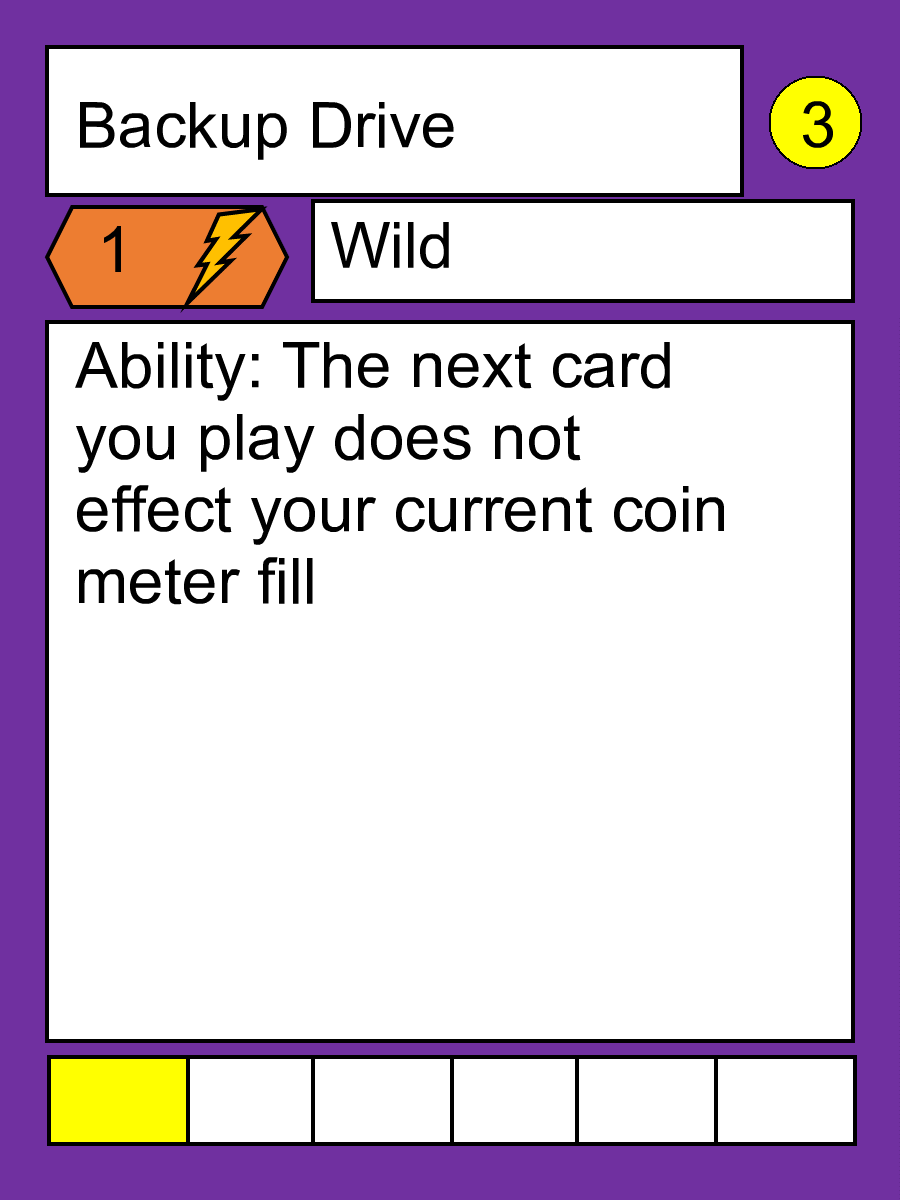 Backup Drive
3
1
Wild
Ability: The next card
you play does not
effect your current coin
meter fill